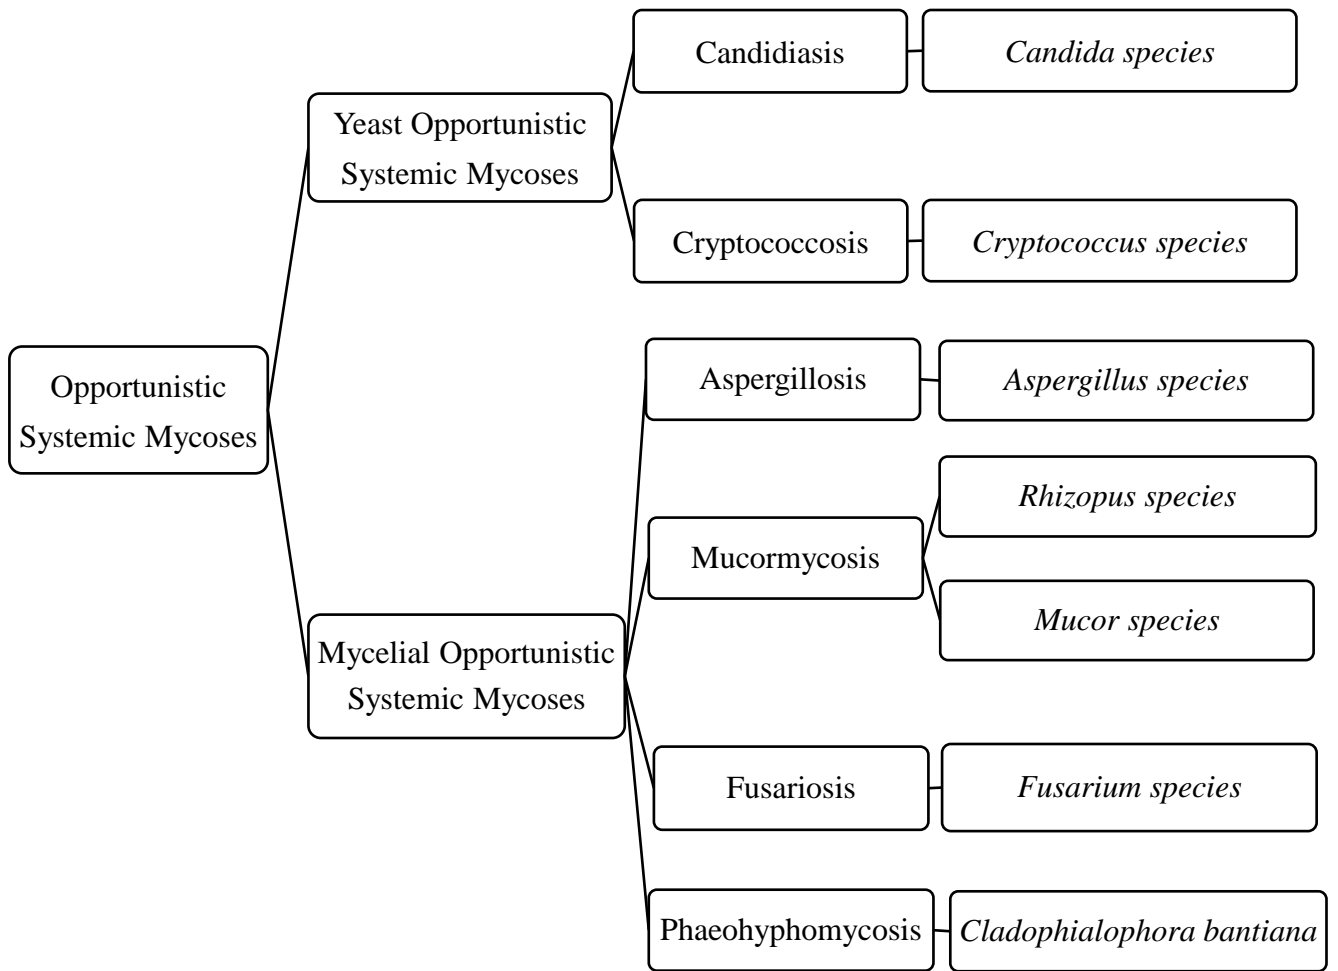 Opportunistic
Systemic Mycoses
Yeast Opportunistic
Systemic Mycoses
Candidiasis
Candida species
Cryptococcosis
Cryptococcus species
Mycelial Opportunistic
Systemic Mycoses
Aspergillosis
Aspergillus species
Mucormycosis
Rhizopus species
Mucor species
Fusariosis
Fusarium species
Phaeohyphomycosis
Cladophialophora bantiana